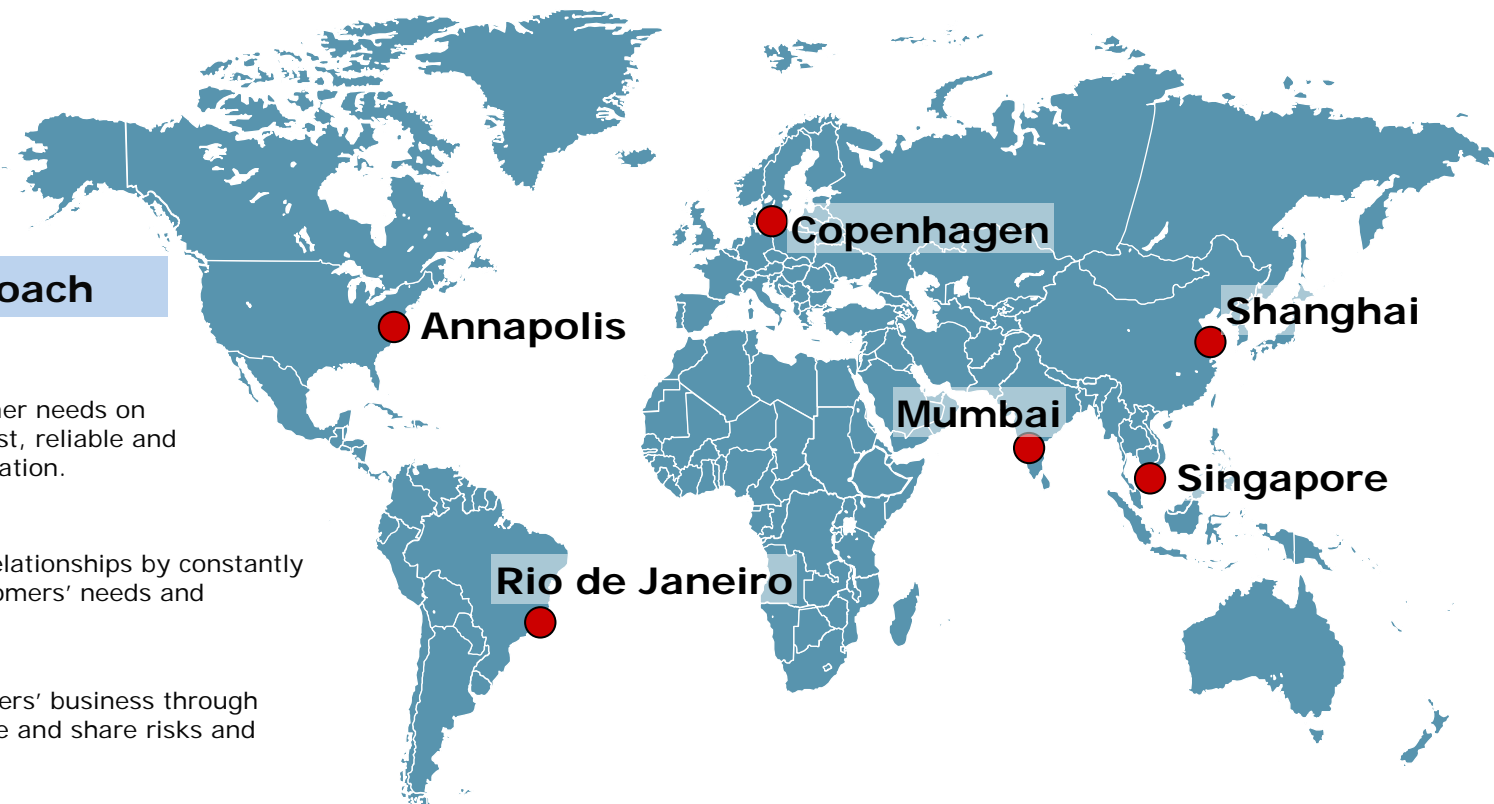 Copenhagen
oach
Shanghai
Annapolis
ner needs on
Mumbai
st, reliable and
ation.
Singapore
elationships by constantly
Rio de Janeiro
omers’ needs and
ers’ business through
e and share risks and